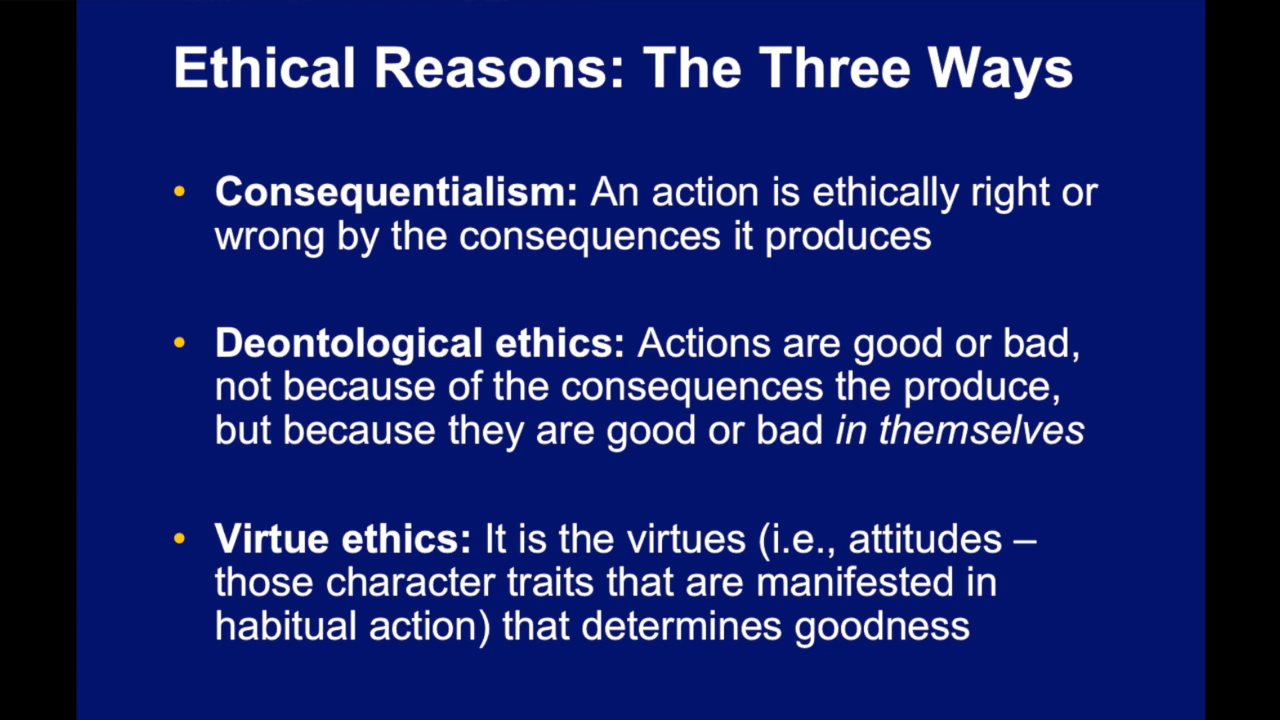 Ethical Reasons: The Three Ways
• Consequentialism: An action is ethically right or
wrong by the consequences it produces
• Deontological ethics: Actions are good or bad,
not because of the consequences the produce,
but because they are good or bad in themselves
• Virtue ethics: It is the virtues (i.e., attitudes –
those character traits that are manifested in
habitual action) that determines goodness